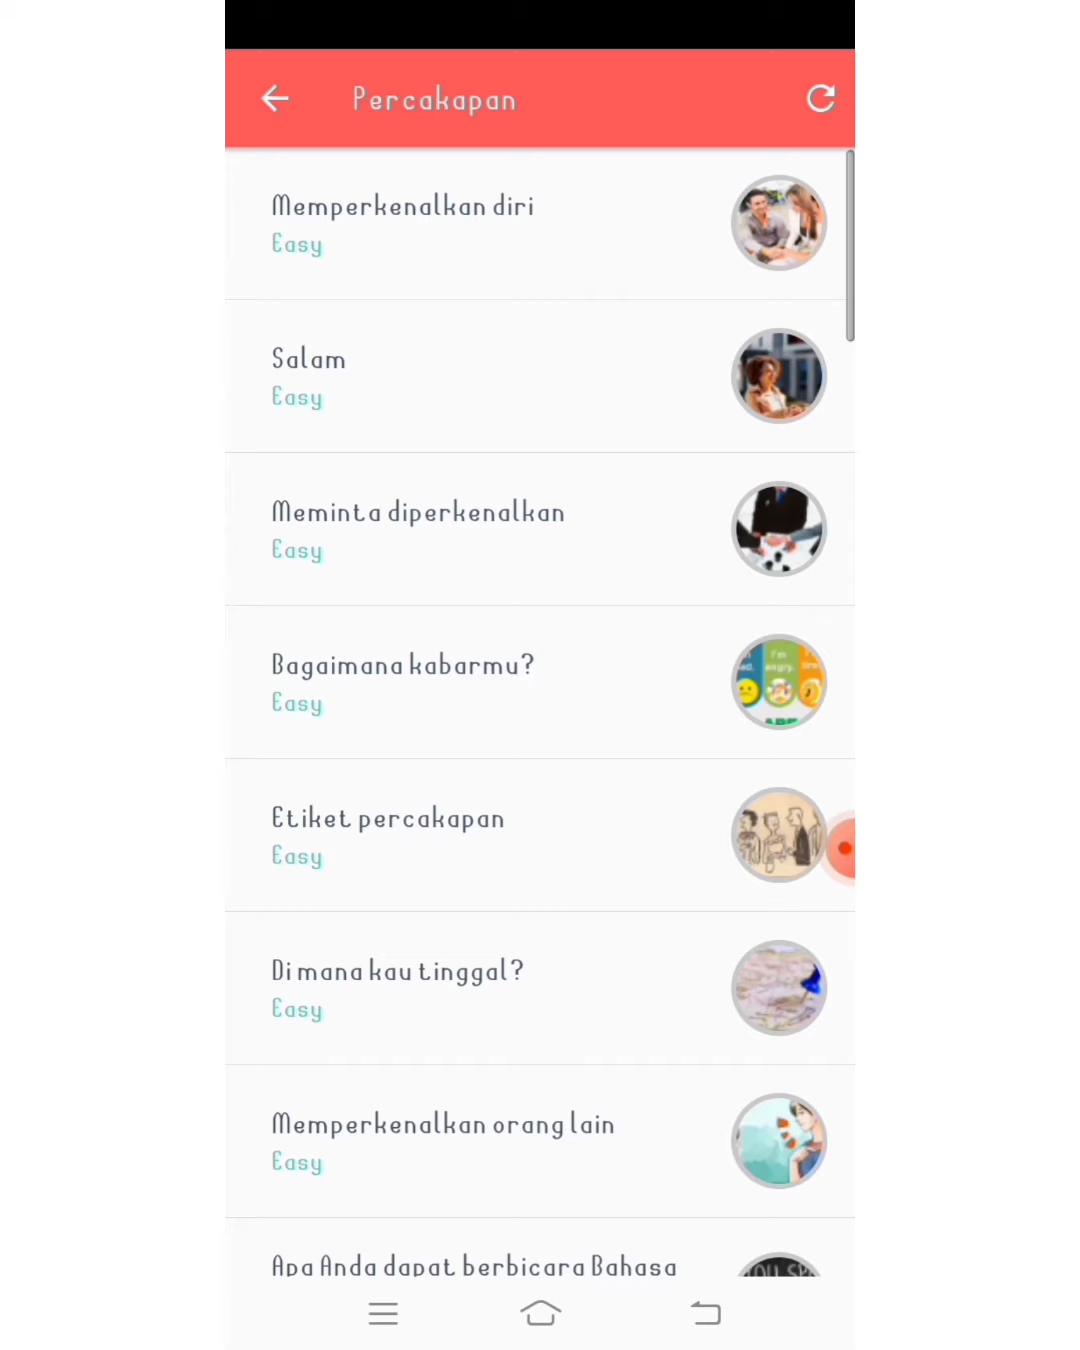 Percakapan
Memperkenalkan diri
Easy
Salam
Easy
Meminta diperkenalkan
Easy
Bagaimana kabarmu?
Easy
I'm
angry.
Etiket percakapan
Easy
Di mana kau tinggal?
Easy
Memperkenalkan orang lain
Easy
Apa Anda dapat berbicara Bahasa